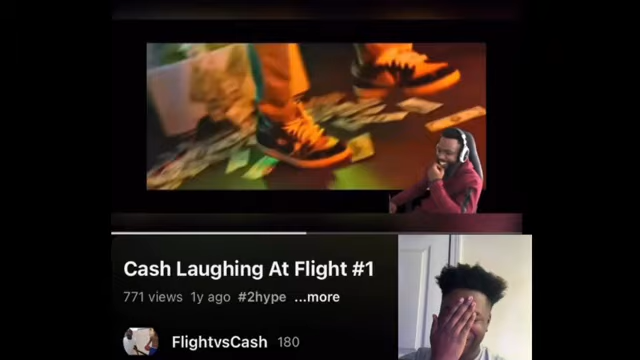 Cash Laughing At Flight #1
771 views 1y ago #2hype ...more
FlightvsCash 180